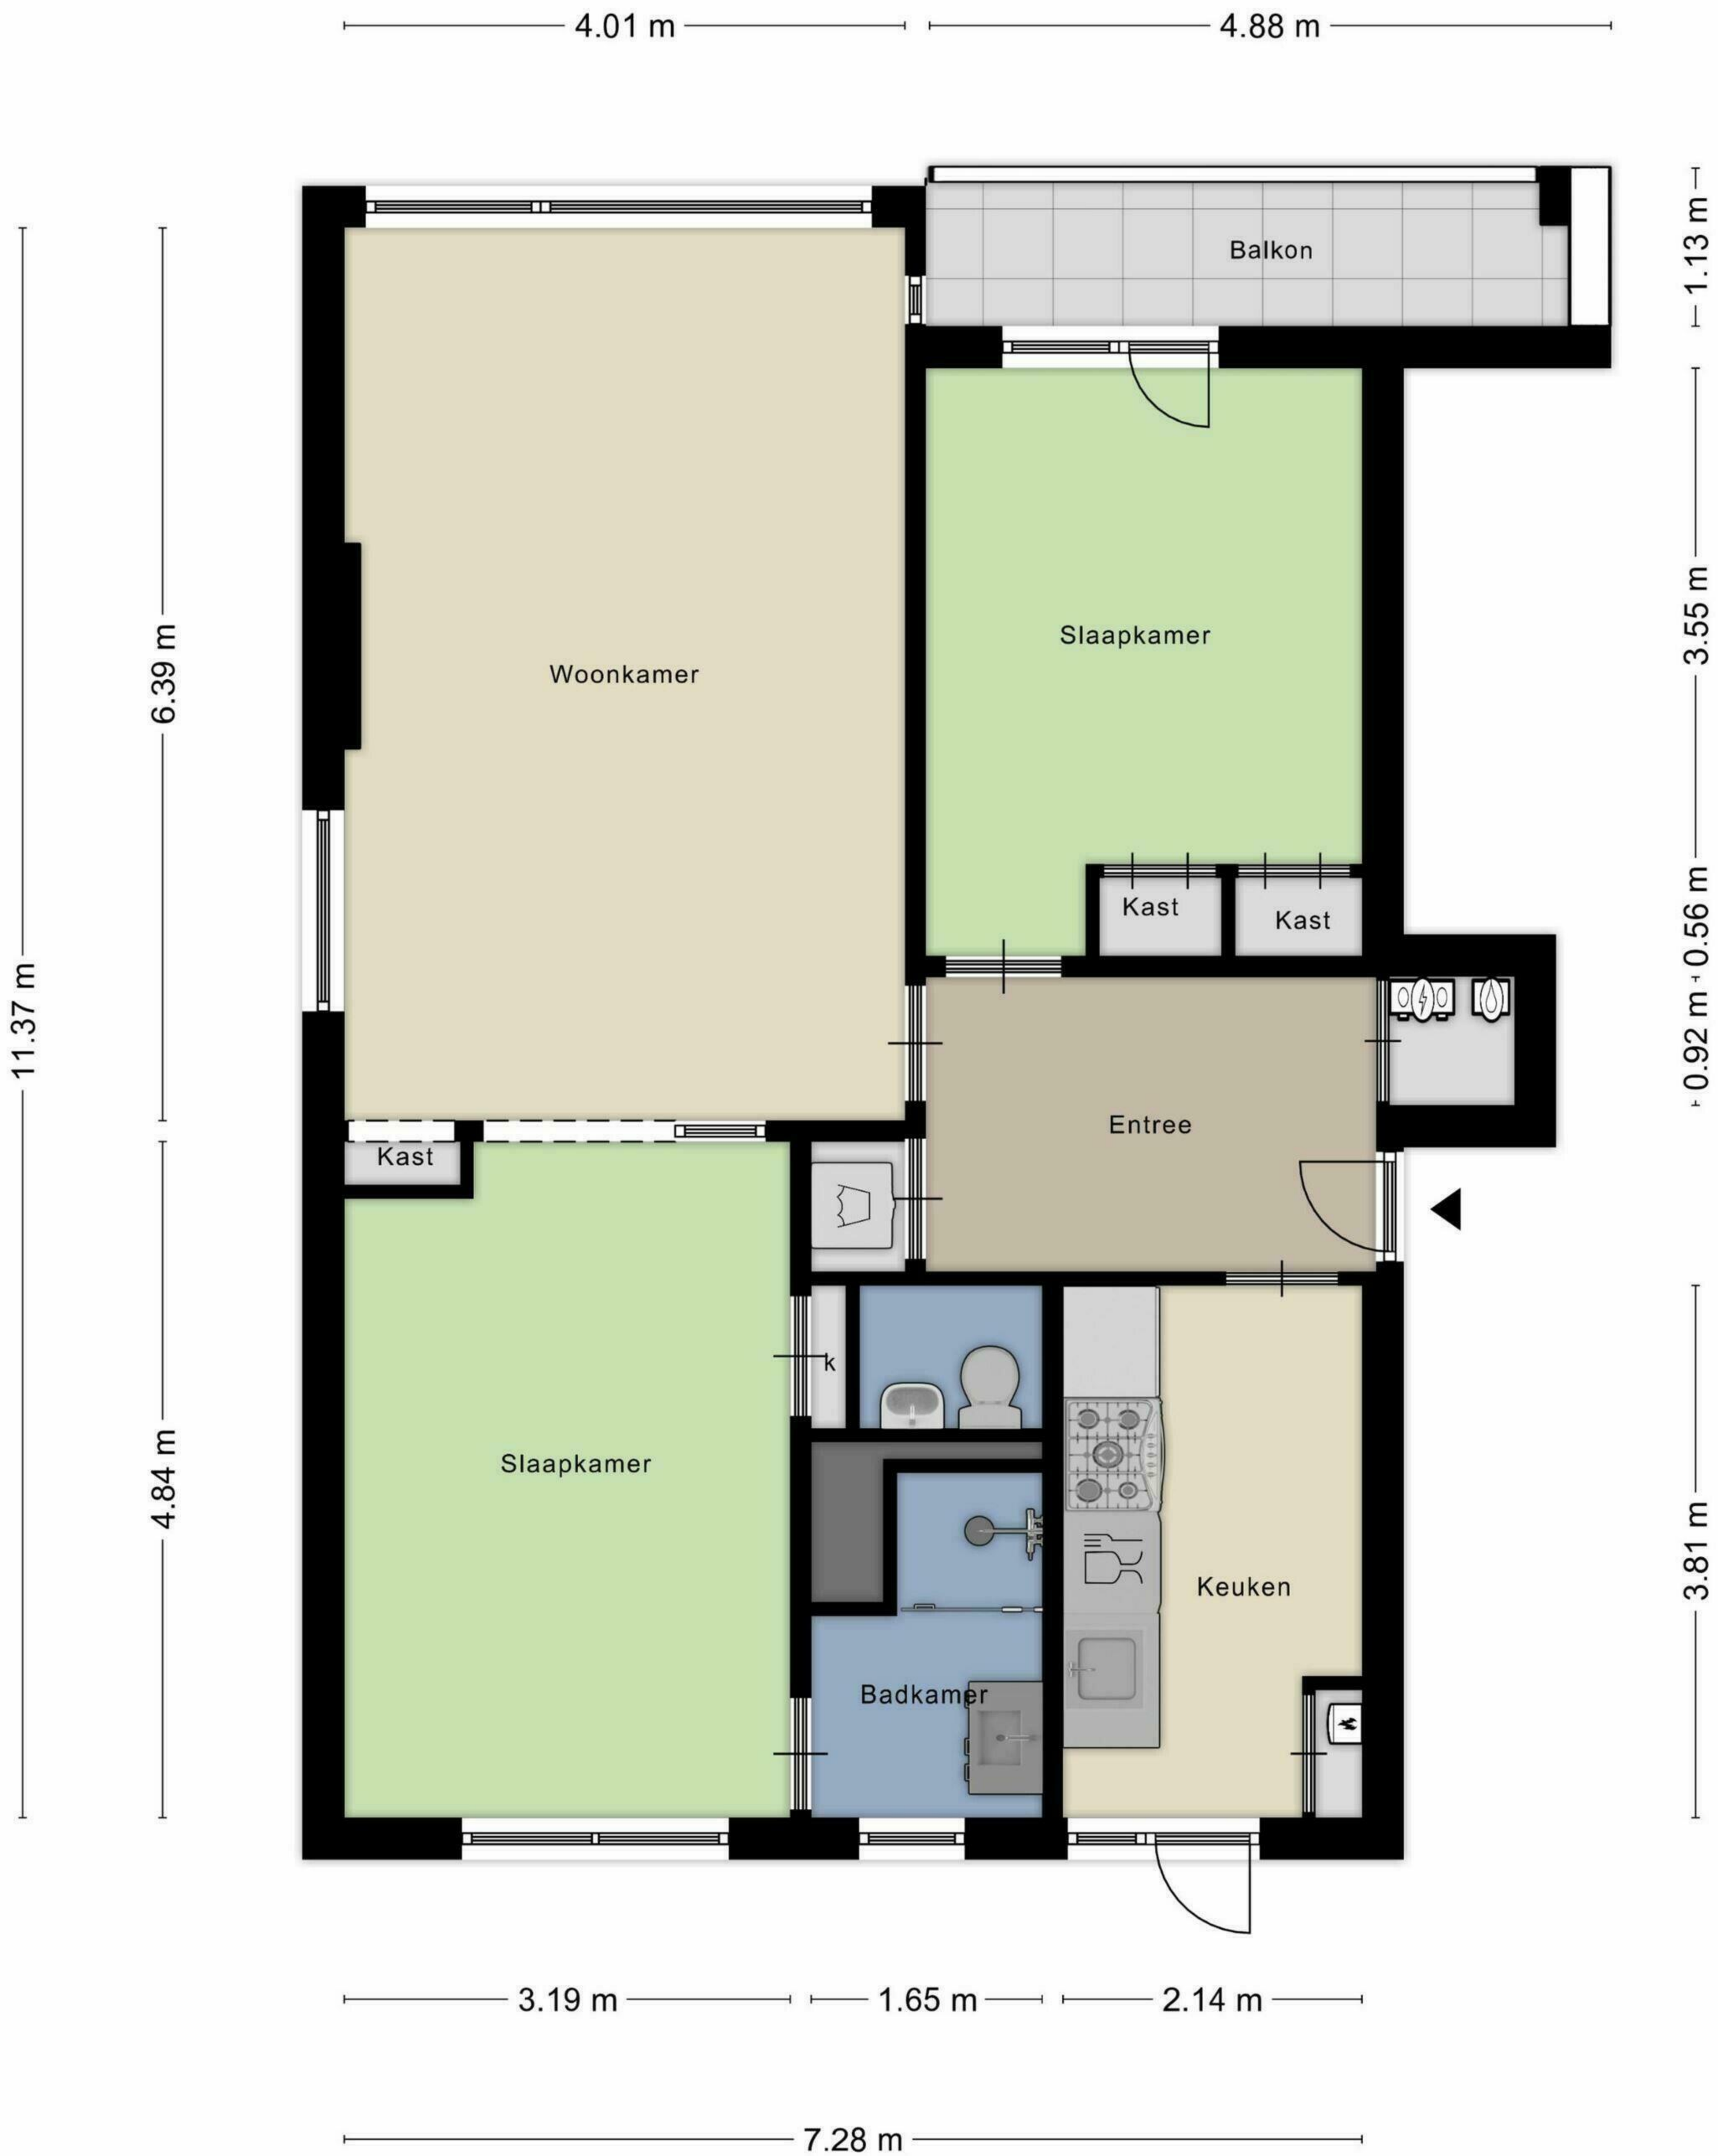 4.01 m
4.88 m
Balkon
1.13 m
Slaapkamer
3.55 m
Woonkamer
6.39 m
11.37 m
Kast
Kast
0.56 m
0.92 m
Entree
Kast
k
Slaapkamer
4.84 m
Keuken
3.81 m
Badkamer
3.19 m
1.65 m
2.14 m
7.28 m